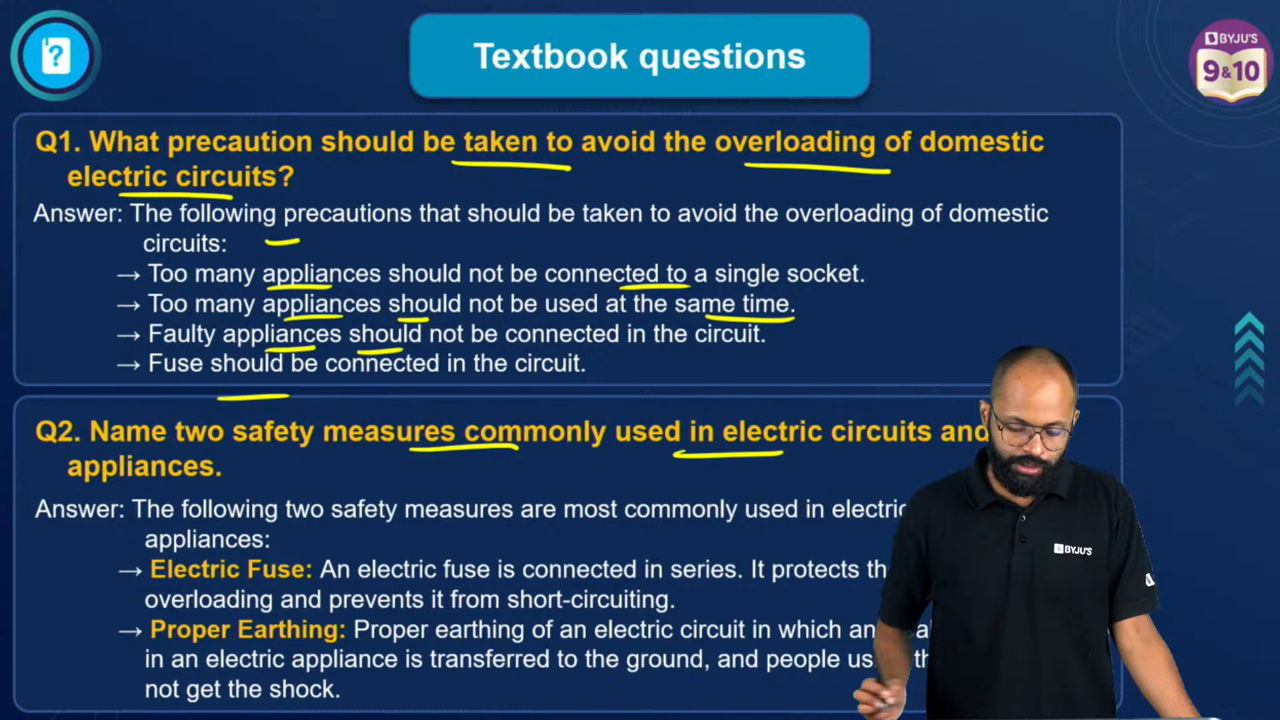 Textbook questions
BYJU'S
9&10
Q1. What precaution should be taken to avoid the overloading of domestic
electric circuits?
Answer: The following precautions that should be taken to avoid the overloading of domestic
circuits:
→ Too many appliances should not be connected to a single socket.
→ Too many appliances should not be used at the same time.
→ Faulty appliances should not be connected in the circuit.
→ Fuse should be connected in the circuit.
Q2. Name two safety measures commonly used in electric circuits and
appliances.
Answer: The following two safety measures are most commonly used in electric
appliances:
→ Electric Fuse: An electric fuse is connected in series. It protects
overloading and prevents it from short-circuiting.
→ Proper Earthing: Proper earthing of an electric circuit in which
in an electric appliance is transferred to the ground, and people
not get the shock.
BYJU'S